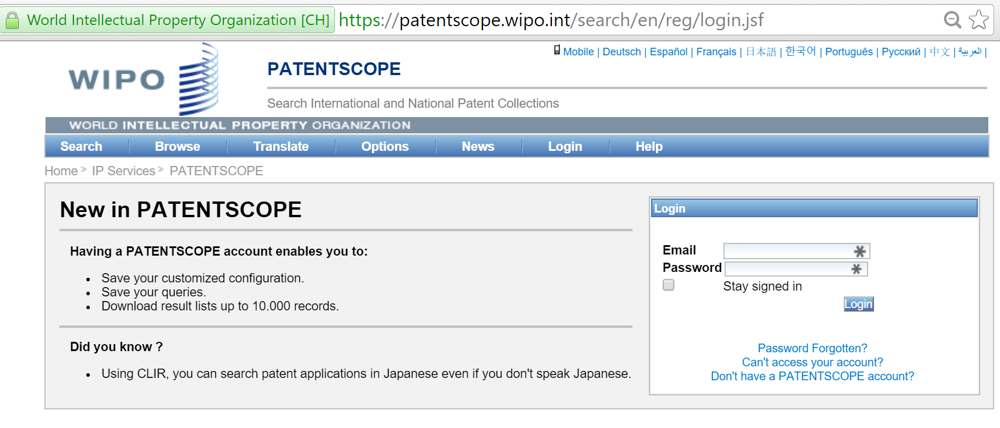 World Intellectual Property Organization [CH] https://patentscope.wipo.int/search/en/reg/login.jsf
Mobile | Deutsch | Español | Français | 日本語 | 한국어 | Português | Русский | 中文 | العربية |
WIPO
PATENTSCOPE
Search International and National Patent Collections
WORLD INTELLECTUAL PROPERTY ORGANIZATION
Search Browse Translate Options News Login Help
Home > IP Services > PATENTSCOPE
New in PATENTSCOPE
Having a PATENTSCOPE account enables you to:
• Save your customized configuration.
• Save your queries.
• Download result lists up to 10.000 records.
Did you know ?
• Using CLIR, you can search patent applications in Japanese even if you don't speak Japanese.
Login
Email
Password
Stay signed in
Login
Password Forgotten?
Can't access your account?
Don't have a PATENTSCOPE account?